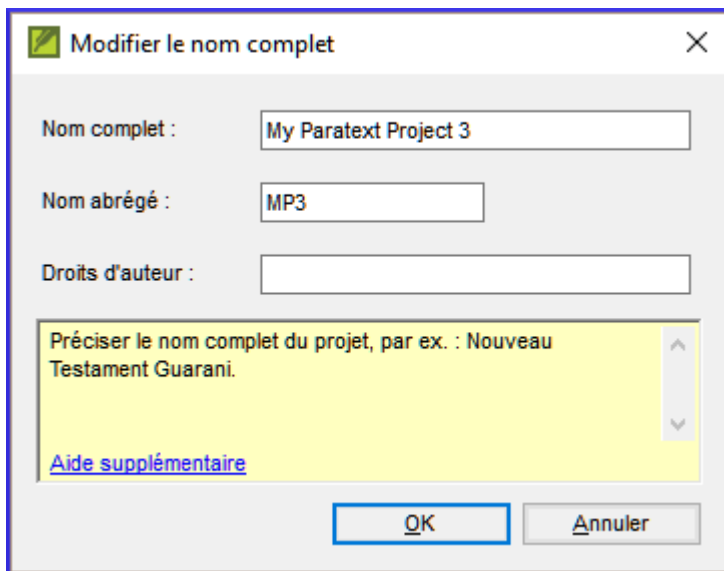 Modifier le nom complet
Nom complet : My Paratext Project 3
Nom abrégé : MP3
Droits d'auteur :
Préciser le nom complet du projet, par ex. : Nouveau
Testament Guarani.
Aide supplémentaire
OK Annuler